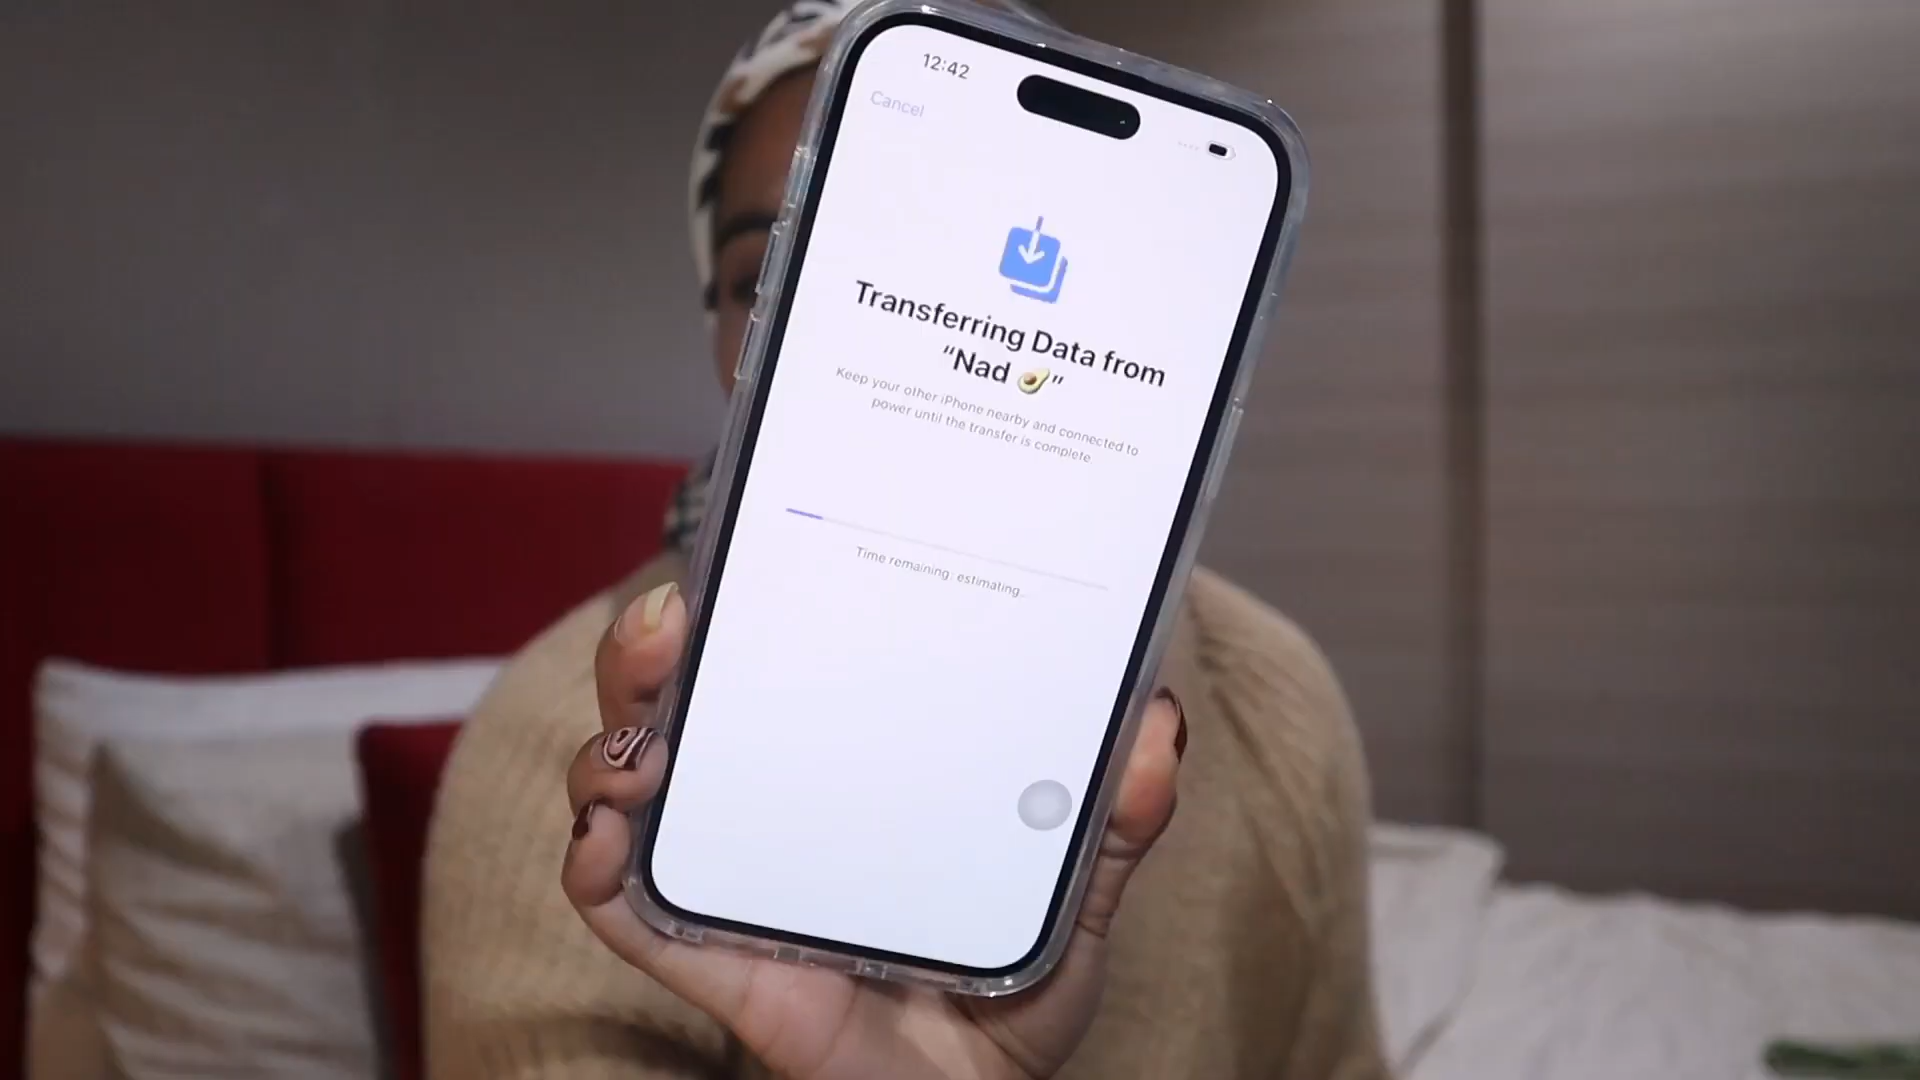 12:42
Cancel
Transferring Data from
“Nad 🥑”
Keep your other iPhone nearby and connected to
power until the transfer is complete.
Time remaining: estimating...